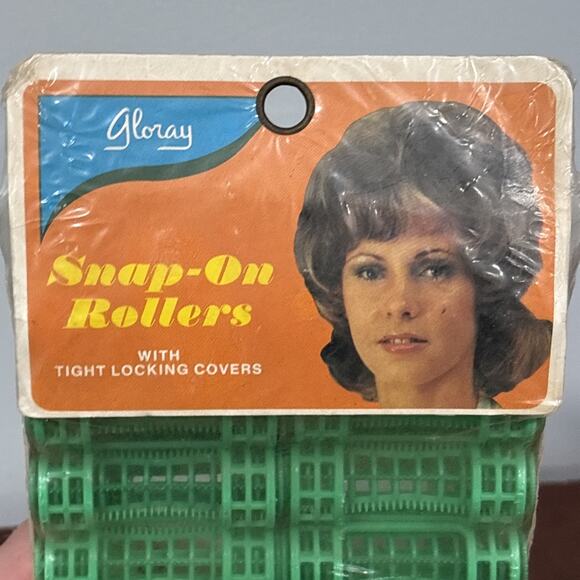 Gloray
Snap-On
Rollers
WITH
TIGHT LOCKING COVERS